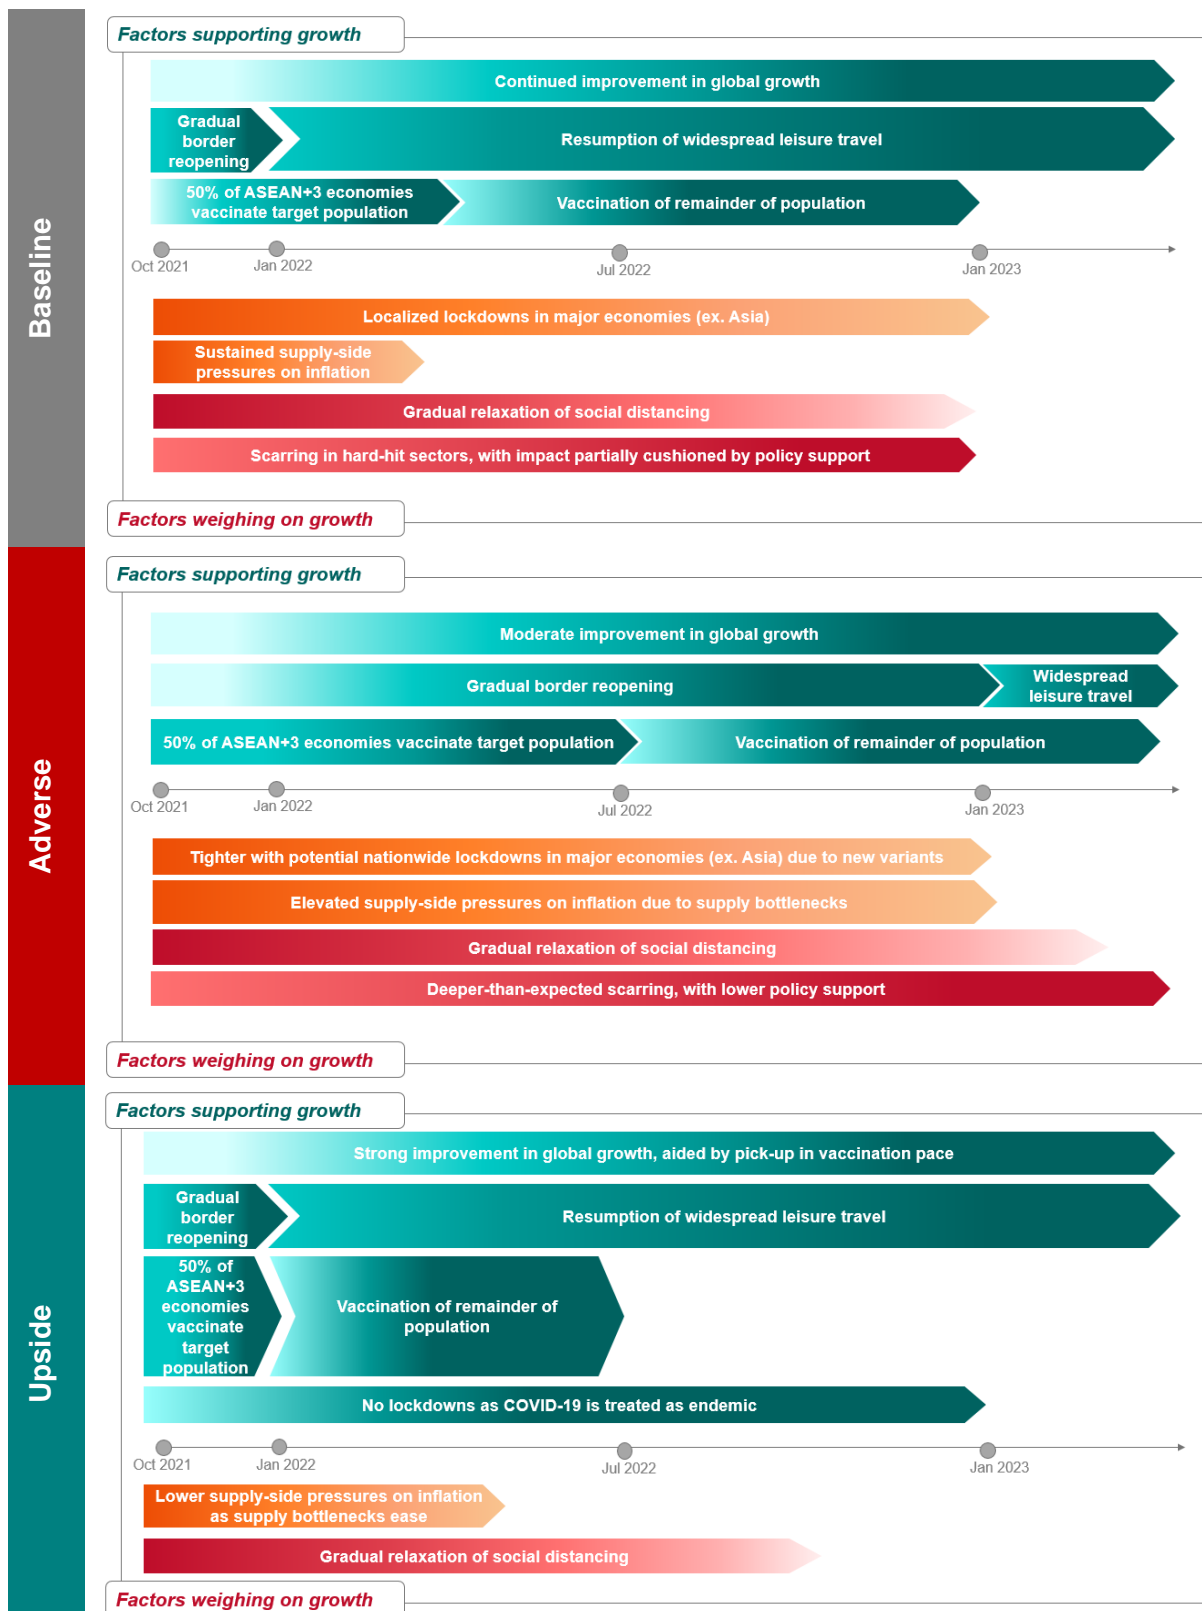 Baseline
Factors supporting growth
Continued improvement in global growth
Gradual
border
reopening
Resumption of widespread leisure travel
50% of ASEAN+3 economies
vaccinate target population
Vaccination of remainder of population
Oct 2021
Jan 2022
Jul 2022
Jan 2023
Localized lockdowns in major economies (ex. Asia)
Sustained supply-side
pressures on inflation
Gradual relaxation of social distancing
Scarring in hard-hit sectors, with impact partially cushioned by policy support
Factors weighing on growth
Adverse
Factors supporting growth
Moderate improvement in global growth
Gradual border reopening
Widespread
leisure travel
50% of ASEAN+3 economies vaccinate target population
Vaccination of remainder of population
Oct 2021
Jan 2022
Jul 2022
Jan 2023
Tighter with potential nationwide lockdowns in major economies (ex. Asia) due to new variants
Elevated supply-side pressures on inflation due to supply bottlenecks
Gradual relaxation of social distancing
Deeper-than-expected scarring, with lower policy support
Factors weighing on growth
Upside
Factors supporting growth
Strong improvement in global growth, aided by pick-up in vaccination pace
Gradual
border
reopening
Resumption of widespread leisure travel
50% of
ASEAN+3
economies
vaccinate
target
population
Vaccination of remainder of
population
No lockdowns as COVID-19 is treated as endemic
Oct 2021
Jan 2022
Jul 2022
Jan 2023
Lower supply-side pressures on inflation
as supply bottlenecks ease
Gradual relaxation of social distancing
Factors weighing on growth